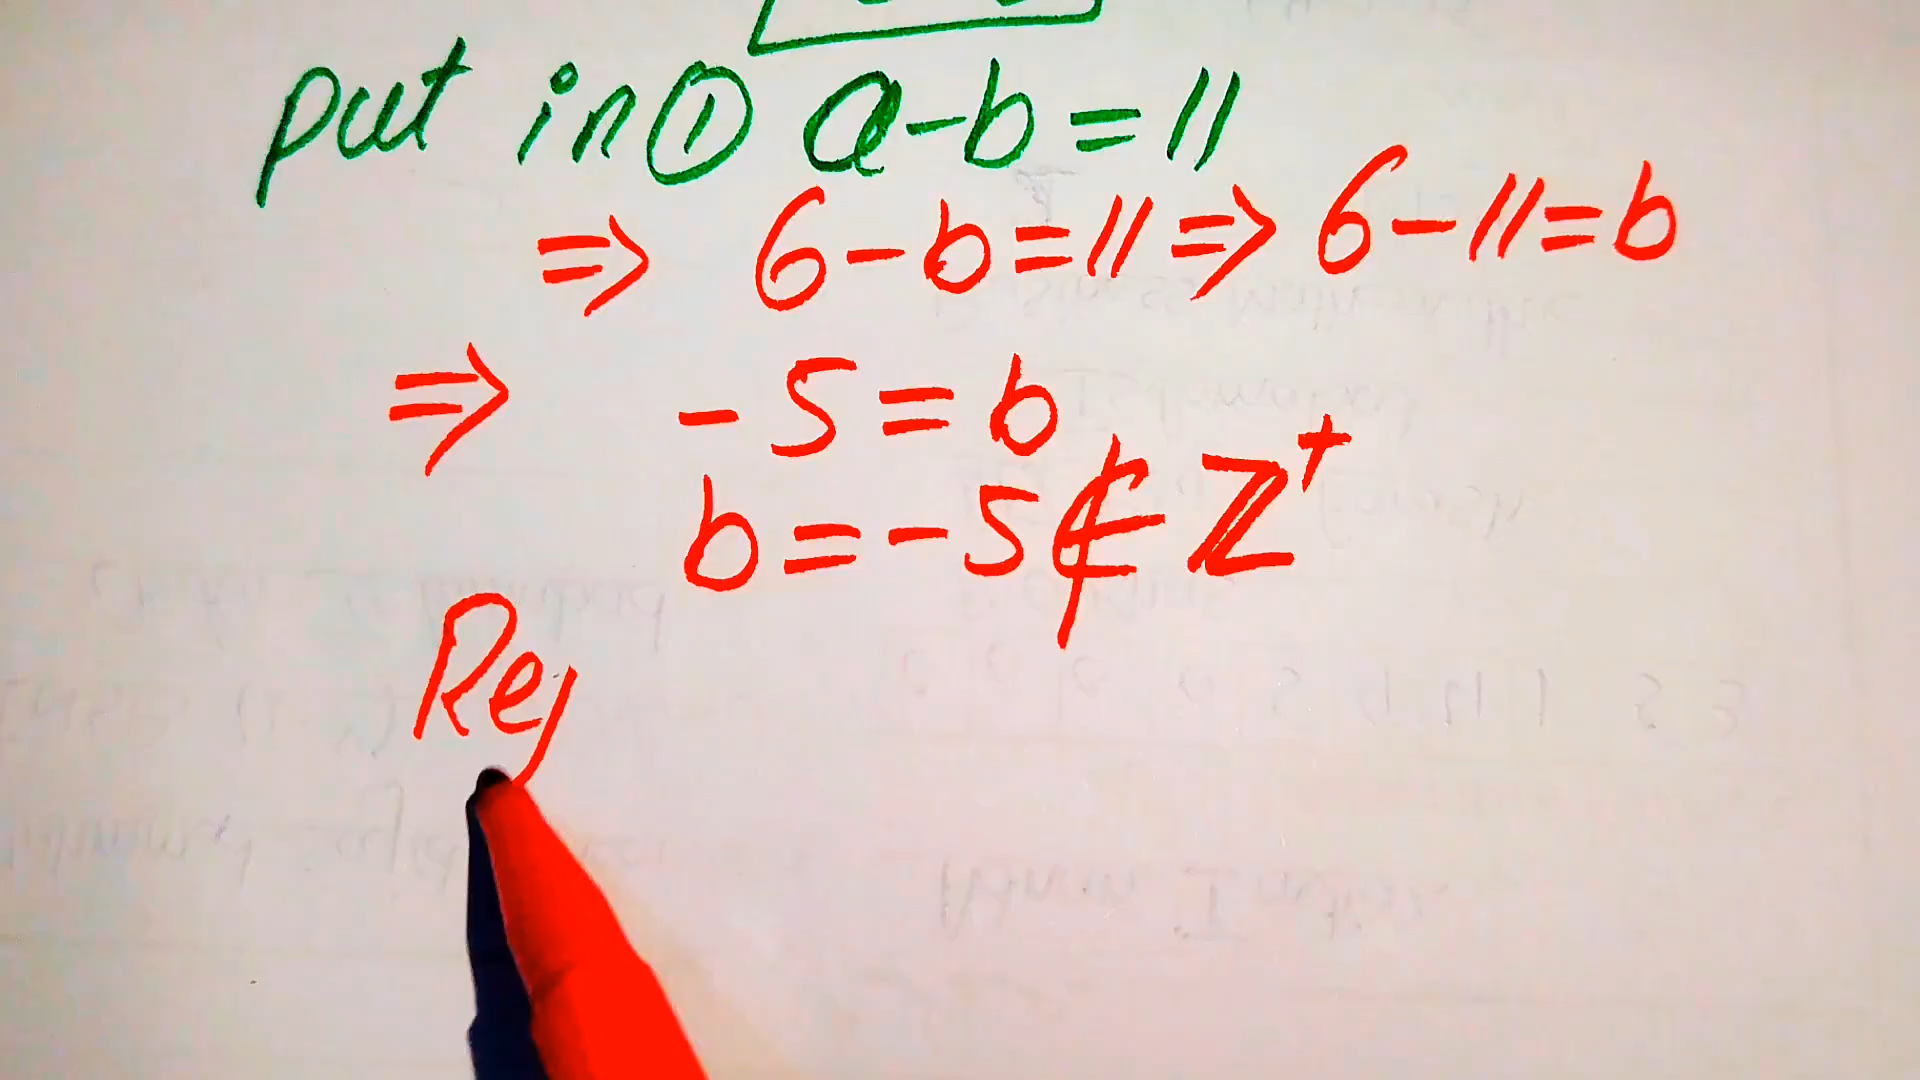 put in ① a-b=11
⇒ 6-b=11 ⇒ 6-11=b
⇒ -5=b
b=-5∉ℤ⁺
Rej